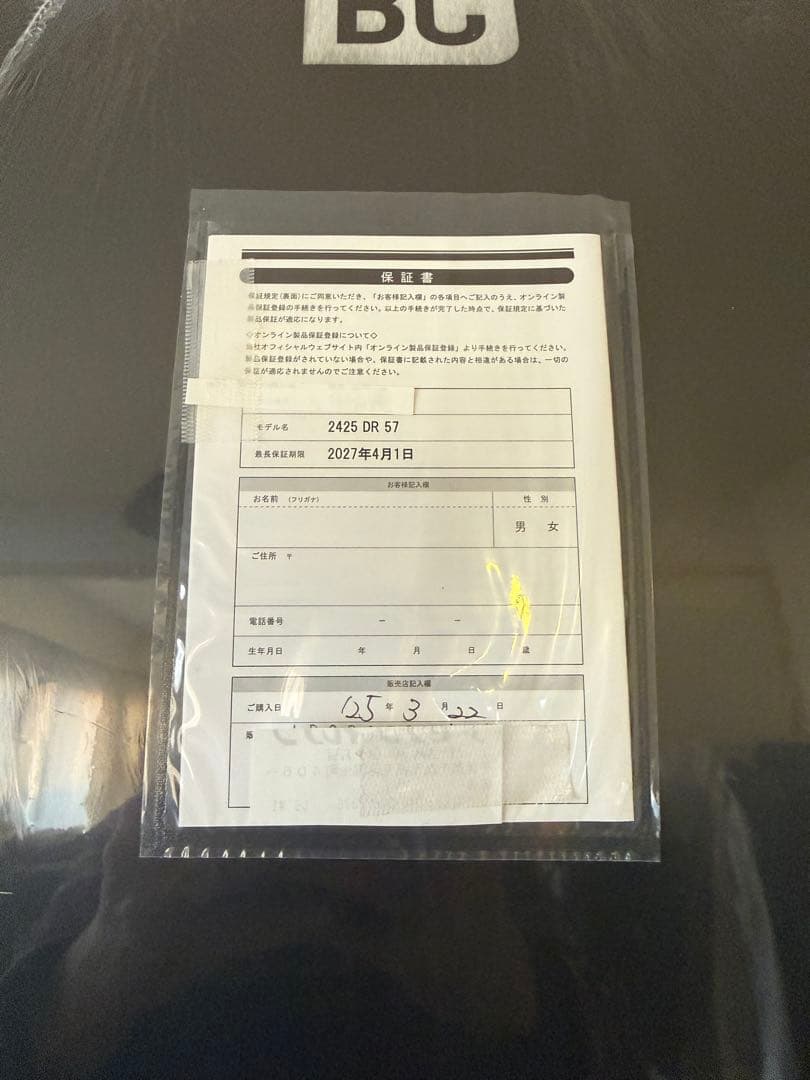 BC
保証書
保証規定(裏面)にご同意いただき、「お客様記入欄」の各項目へご記入のうえ、オンライン製
品保証登録の手続きを行ってください。以上の手続きが完了した時点で、保証規定に基づいた
製品保証が適応になります。
◇オンライン製品保証登録について◇
当社オフィシャルウェブサイト内「オンライン製品保証登録」より手続きを行ってください。
製品保証登録がされていない場合や、保証書に記載された内容と相違がある場合は、一切の
保証が適応されませんのでご注意ください。
モデル名 2425 DR 57
最長保証期限 2027年4月1日
お客様記入欄
お名前 (フリガナ) 性 別
男 女
ご住所 〒
電話番号 − −
生年月日 年 月 日 歳
販売店記入欄
ご購入日 '25 年 3 月 22 日
販